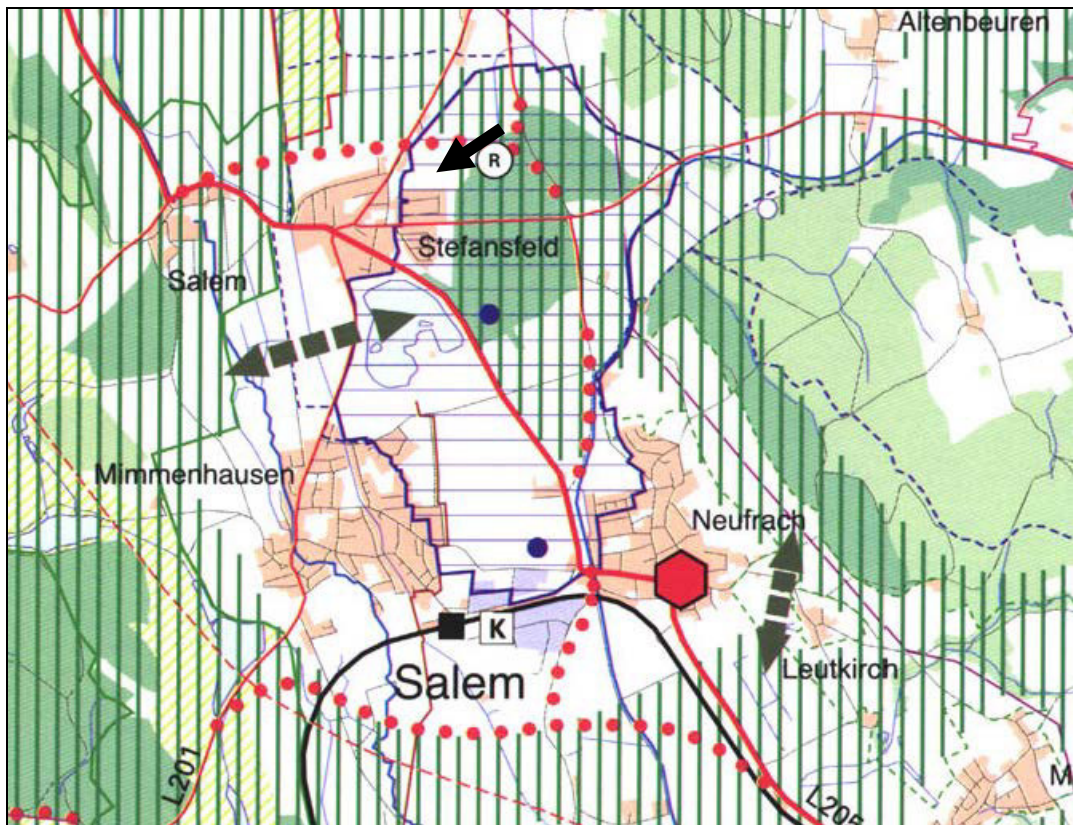 Altenbeuren
R
Stefansfeld
Salem
Mimmenhausen
Neufrach
K
Salem
Leutkirch
M
L201
L205